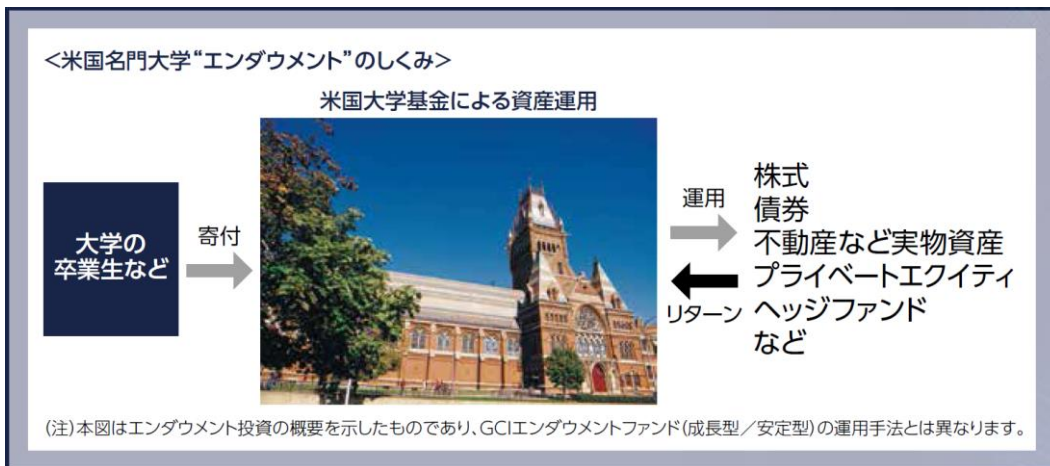 <米国名門大学“エンダウメント”のしくみ>
米国大学基金による資産運用
大学の
卒業生など
寄付
運用
リターン
株式
債券
不動産など実物資産
プライベートエクイティ
ヘッジファンド
など
(注)本図はエンダウメント投資の概要を示したものであり、GCIエンダウメントファンド(成長型/安定型)の運用手法とは異なります。